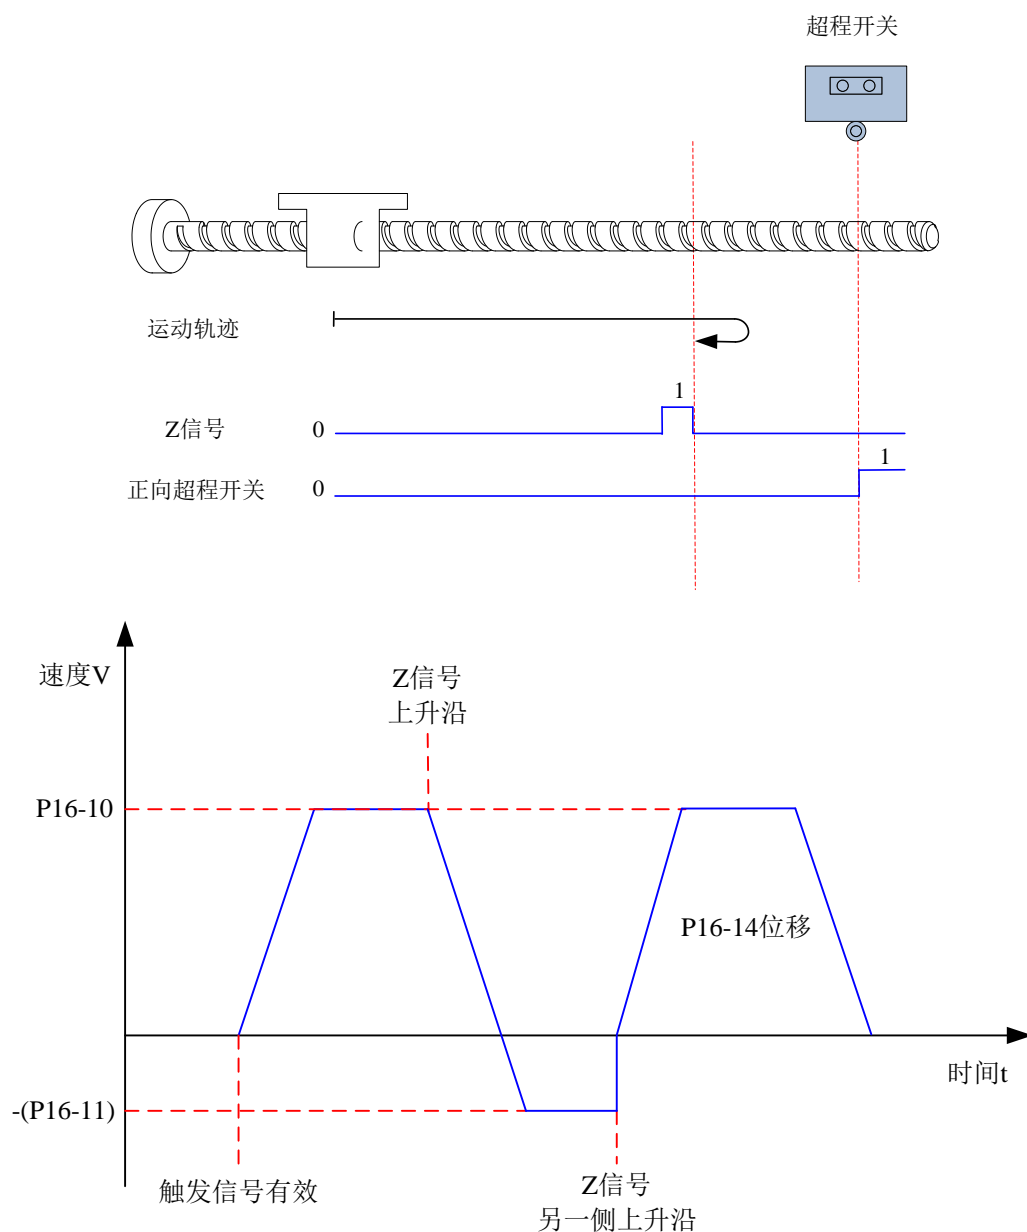 超程开关
运动轨迹
1
Z信号
0
1
正向超程开关
0
速度V
Z信号
上升沿
P16-10
P16-14位移
时间t
-(P16-11)
触发信号有效
Z信号
另一侧上升沿